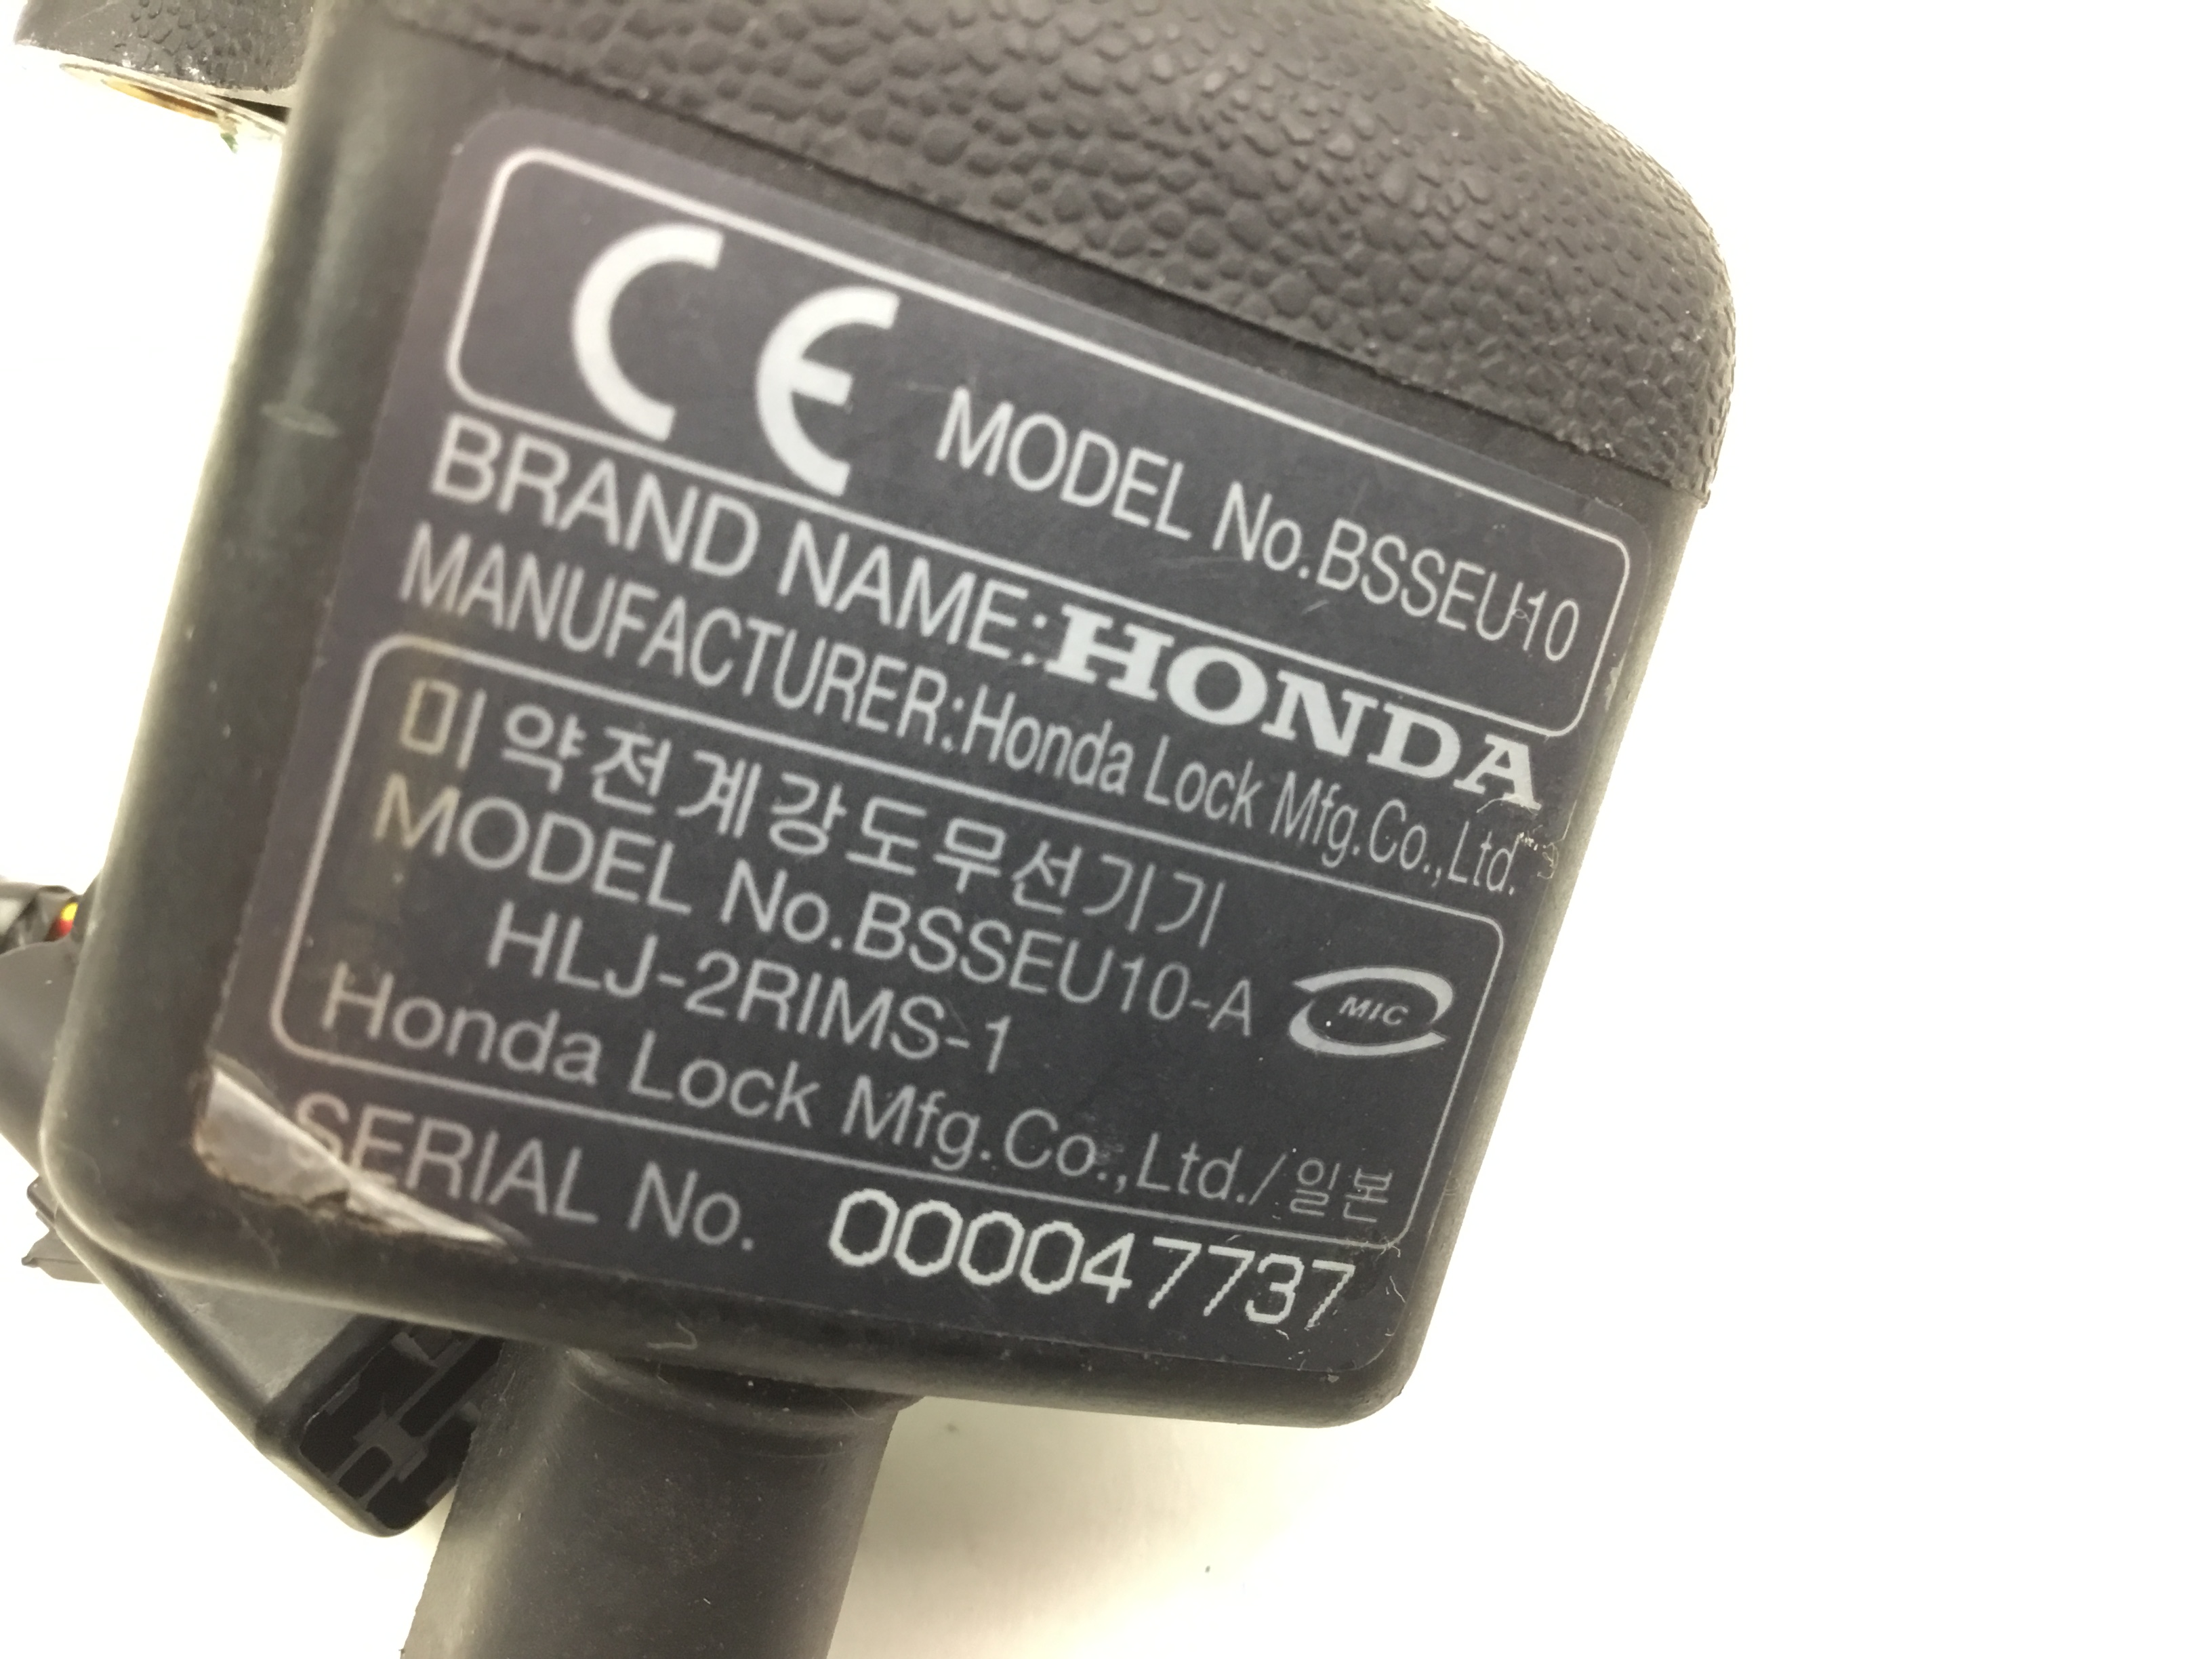 CE MODEL No.BSSEU10
BRAND NAME:HONDA
MANUFACTURER:Honda Lock Mfg.Co.,Ltd.
미약전계강도무선기기
MODEL No.BSSEU10-A
HLJ-2RIMS-1
MIC
Honda Lock Mfg.Co.,Ltd./일본
SERIAL No. 000047737